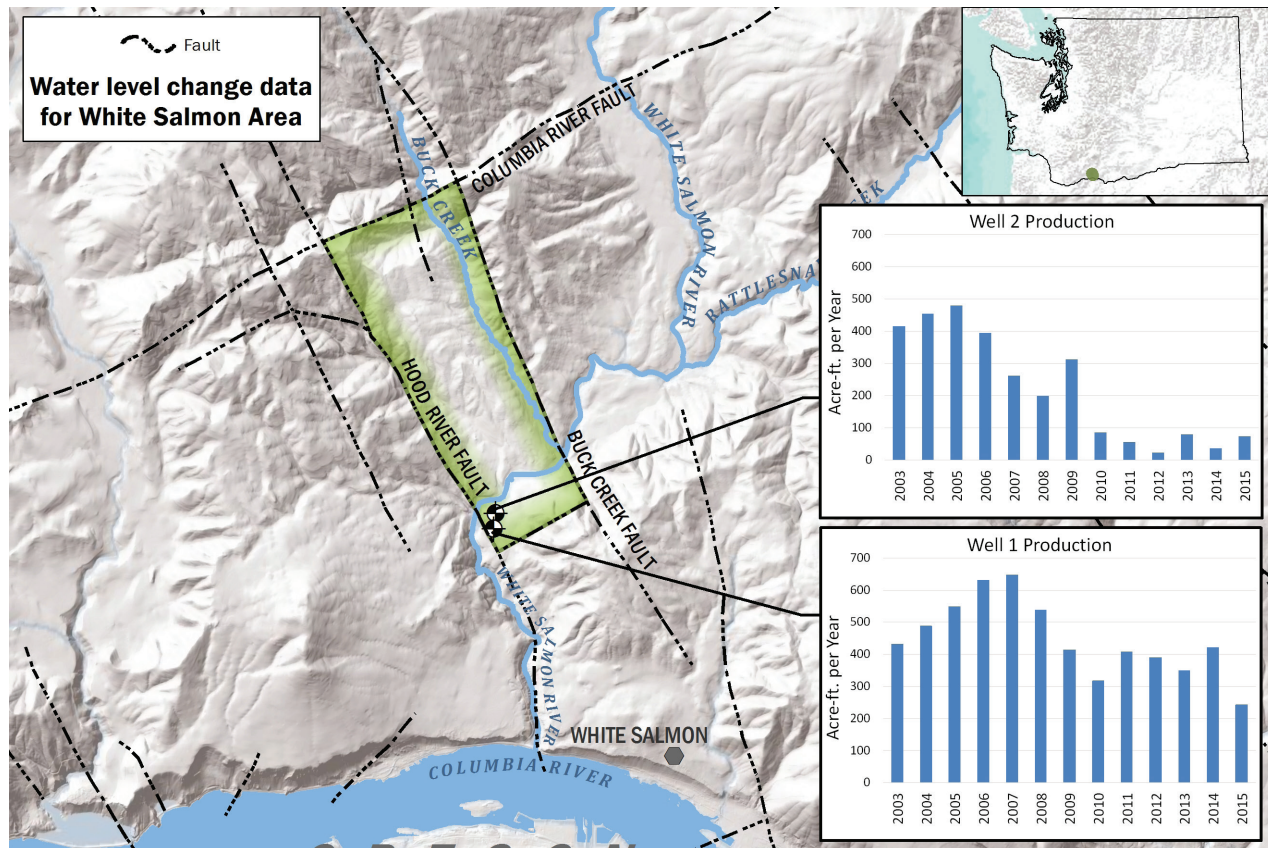 Fault
Water level change data
for White Salmon Area
BUCK CREEK
COLUMBIA RIVER FAULT
WHITE SALMON RIVER
HOOD RIVER FAULT
BUCK CREEK FAULT
WHITE SALMON RIVER
WHITE SALMON
COLUMBIA RIVER
Well 2 Production
Acre-ft. per Year
700
600
500
400
300
200
100
0
2003 2004 2005 2006 2007 2008 2009 2010 2011 2012 2013 2014 2015
Well 1 Production
Acre-ft. per Year
700
600
500
400
300
200
100
0
2003 2004 2005 2006 2007 2008 2009 2010 2011 2012 2013 2014 2015